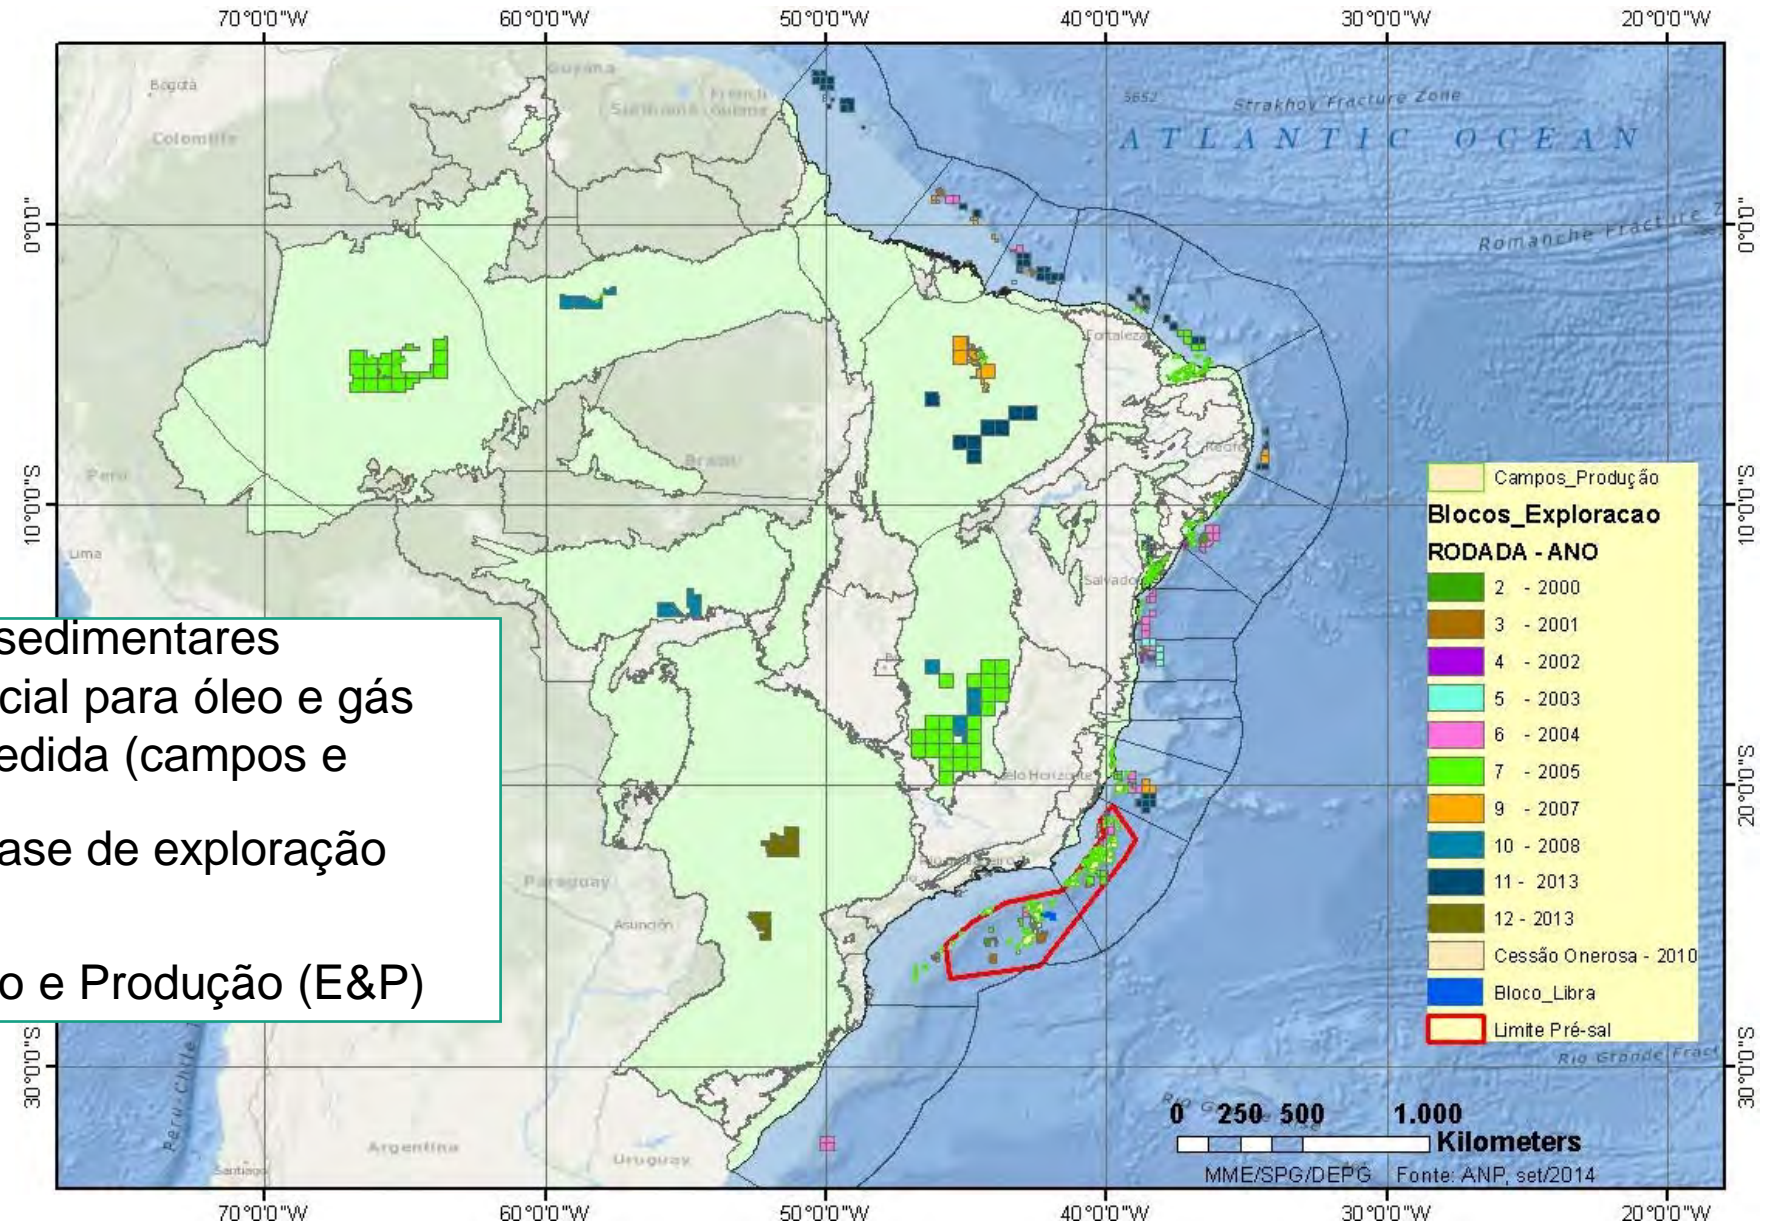 70°0'0"W 60°0'0"W 50°0'0"W 40°0'0"W 30°0'0"W 20°0'0"W
Guyana
Bogotá
French
Suriname Guiana
Colombia
5652
Strakhov Fracture Zone
ATLANTIC OCEAN
0°0'0"
0°0'0"
Romanche Fracture Z
Fortaleza
Brasil
Recife
Peru
10°0'0"S
10°0'0"S
Lima
Salvador
sedimentares
cial para óleo e gás
edida (campos e
ase de exploração
o e Produção (E&P)
Belo Horizonte
20°0'0"S
Paraguay
Asunción
30°0'0"S
30°0'0"S
Peru-Chile
Argentina
Santiago
Uruguay
Campos_Produção
Blocos_Exploracao
RODADA - ANO
2 - 2000
3 - 2001
4 - 2002
5 - 2003
6 - 2004
7 - 2005
9 - 2007
10 - 2008
11 - 2013
12 - 2013
Cessão Onerosa - 2010
Bloco_Libra
Limite Pré-sal
Rio Grande Fract
0 250 500 1.000
Kilometers
MME/SPG/DEPG Fonte: ANP, set/2014
70°0'0"W 60°0'0"W 50°0'0"W 40°0'0"W 30°0'0"W 20°0'0"W